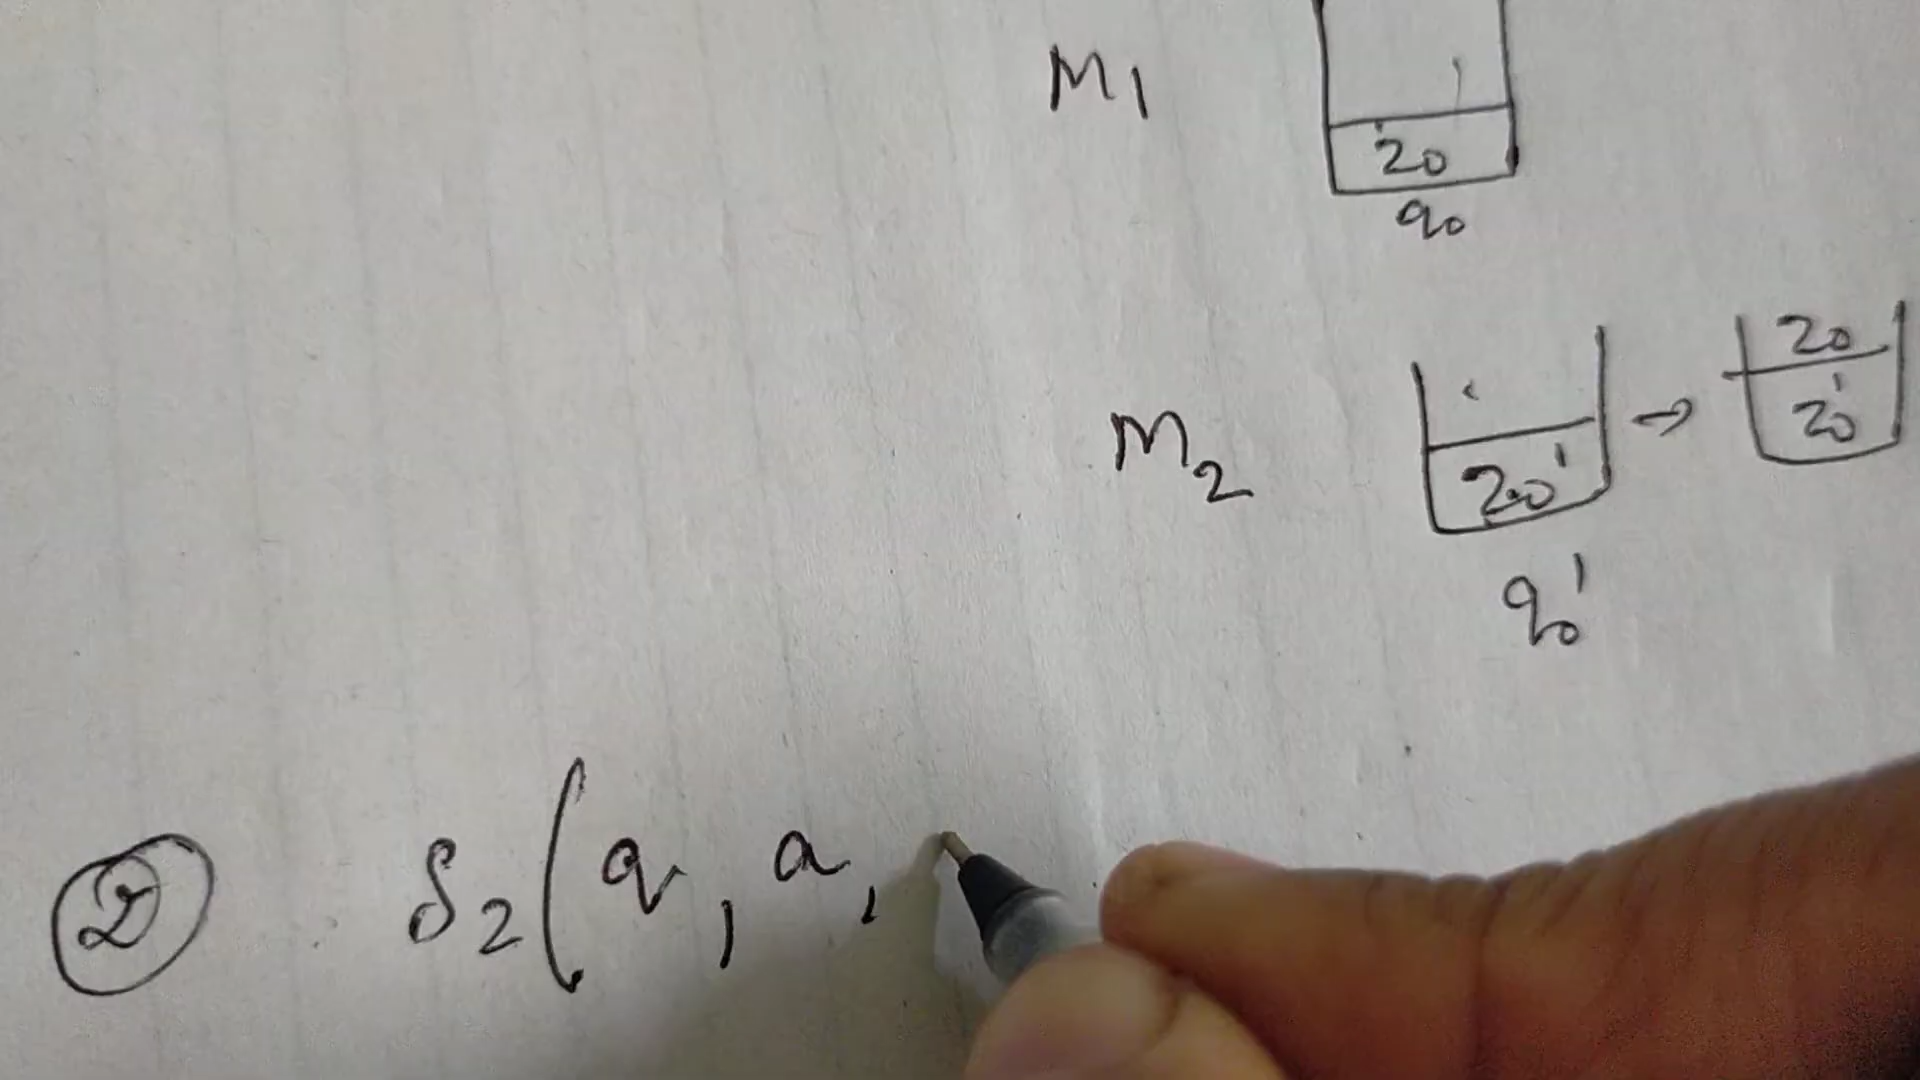 M1
z0
q0
M2
z0' → z0
z0'
q0'
② δ2(q, a,